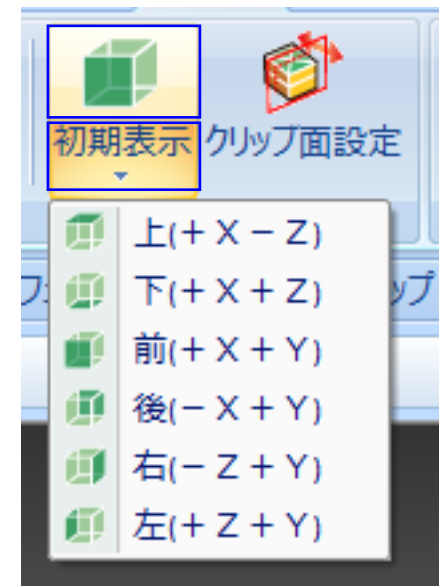 初期表示 クリップ面設定
上(+X-Z)
下(+X+Z)
前(+X+Y)
後(-X+Y)
右(-Z+Y)
左(+Z+Y)